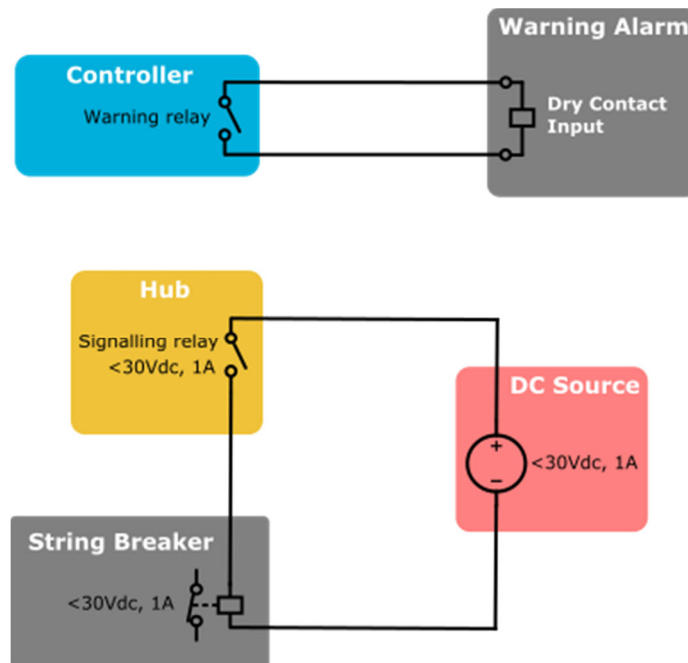 Warning Alarm
Controller
Warning relay
Dry Contact
Input
Hub
Signalling relay
<30Vdc, 1A
DC Source
+
<30Vdc, 1A
−
String Breaker
<30Vdc, 1A